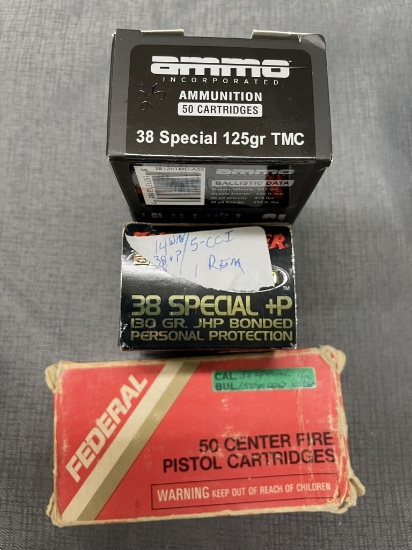 ammo
INCORPORATED
AMMUNITION
50 CARTRIDGES
38 Special 125gr TMC
25
ammo
BALLISTIC DATA
14 WIN/5-CCI
38+P/
1 REM
38 SPECIAL +P
130 GR. JHP BONDED
PERSONAL PROTECTION
FEDERAL
CAL.
BUL.
50 CENTER FIRE
PISTOL CARTRIDGES
WARNING KEEP OUT OF REACH OF CHILDREN